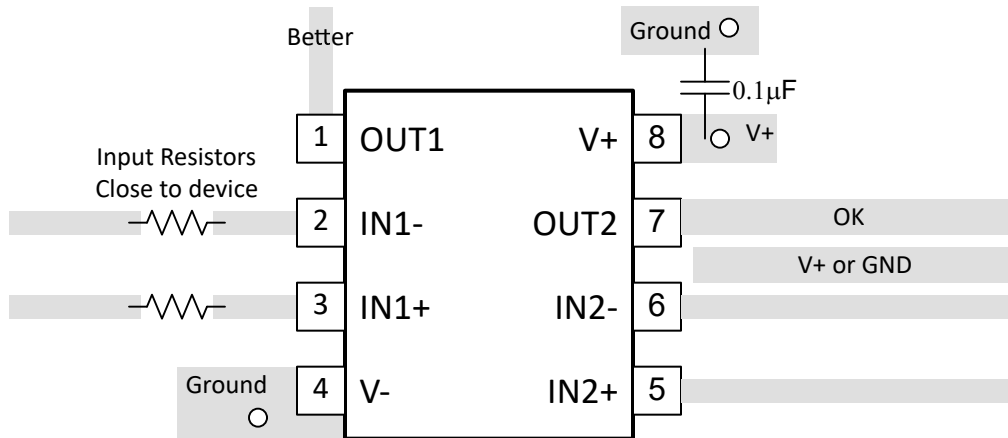 Better
Ground
0.1µF
1 OUT1 V+ 8 V+
Input Resistors
Close to device
2 IN1- OUT2 7 OK
V+ or GND
3 IN1+ IN2- 6
Ground 4 V- IN2+ 5